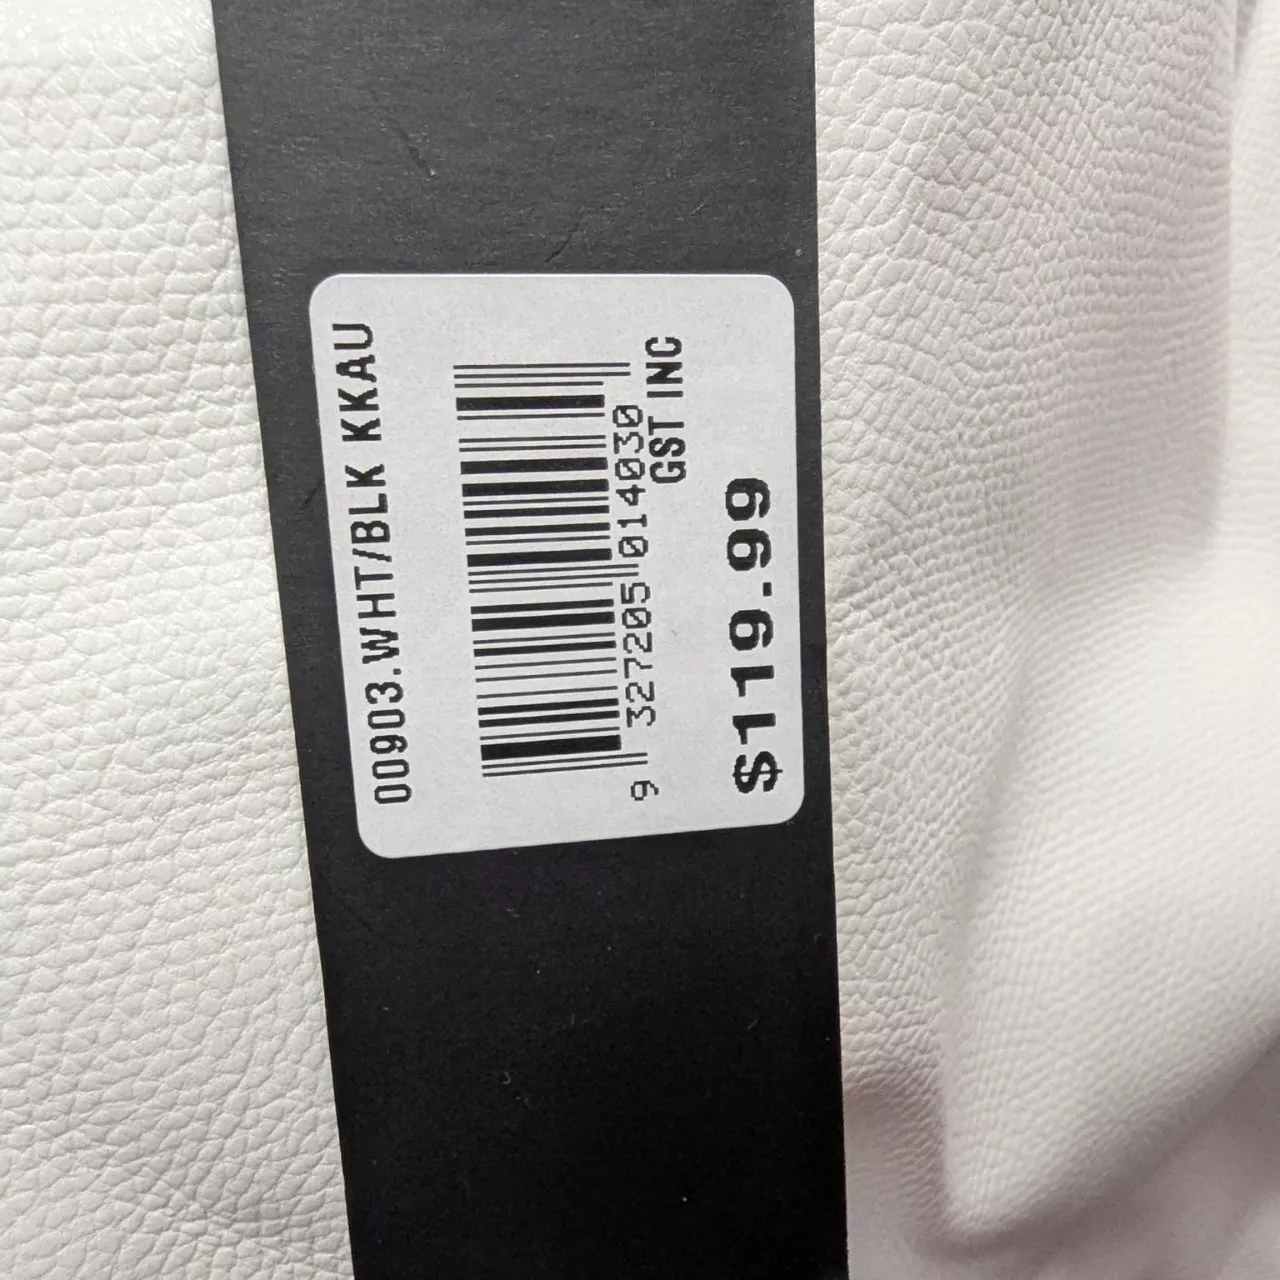 00903.WHT/BLK KKAU
9 327205 014030
GST INC
$119.99